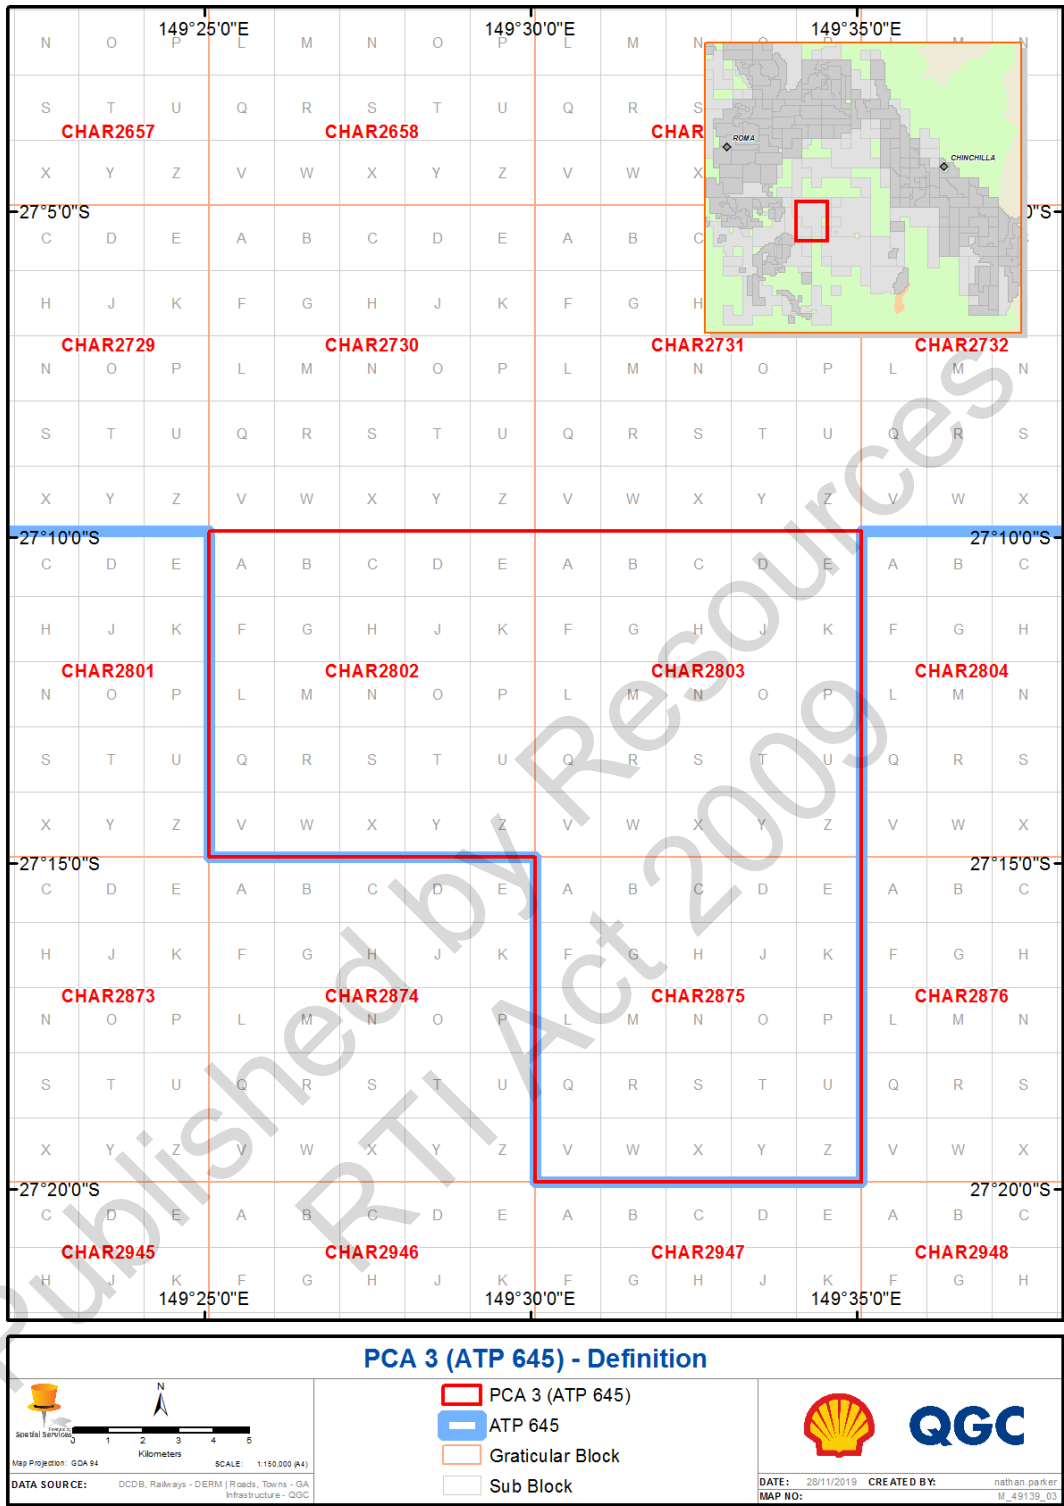 149°25'0"E 149°30'0"E 149°35'0"E
N O P L M N O P L M N O P L M N
S T U Q R S T U Q R S
CHAR2657 CHAR2658 CHAR
X Y Z V W X Y Z V W X
ROMA
CHINCHILLA
27°5'0"S 0"S
C D E A B C D E A B C
H J K F G H J K F G H
CHAR2729 CHAR2730 CHAR2731 CHAR2732
N O P L M N O P L M N O P L M N
S T U Q R S T U Q R S T U Q R S
X Y Z V W X Y Z V W X Y Z V W X
27°10'0"S 27°10'0"S
C D E A B C D E A B C D E A B C
H J K F G H J K F G H J K F G H
CHAR2801 CHAR2802 CHAR2803 CHAR2804
N O P L M N O P L M N O P L M N
S T U Q R S T U Q R S T U Q R S
X Y Z V W X Y Z V W X Y Z V W X
27°15'0"S 27°15'0"S
C D E A B C D E A B C D E A B C
H J K F G H J K F G H J K F G H
CHAR2873 CHAR2874 CHAR2875 CHAR2876
N O P L M N O P L M N O P L M N
S T U Q R S T U Q R S T U Q R S
X Y Z V W X Y Z V W X Y Z V W X
27°20'0"S 27°20'0"S
C D E A B C D E A B C D E A B C
CHAR2945 CHAR2946 CHAR2947 CHAR2948
H J K F G H J K F G H J K F G H
149°25'0"E 149°30'0"E 149°35'0"E
Published by Resources
RTI Act 2009
PCA 3 (ATP 645) - Definition
N
Spatial Services
0 1 2 3 4 5
Kilometers
Map Projection: GDA 94 SCALE: 1:150,000 (A4)
DATA SOURCE: DCDB, Railways - DERM | Roads, Towns - GA
Infrastructure - QGC
PCA 3 (ATP 645)
ATP 645
Graticular Block
Sub Block
QGC
DATE: 28/11/2019 CREATED BY: nathan.parker
MAP NO: M_49139_03